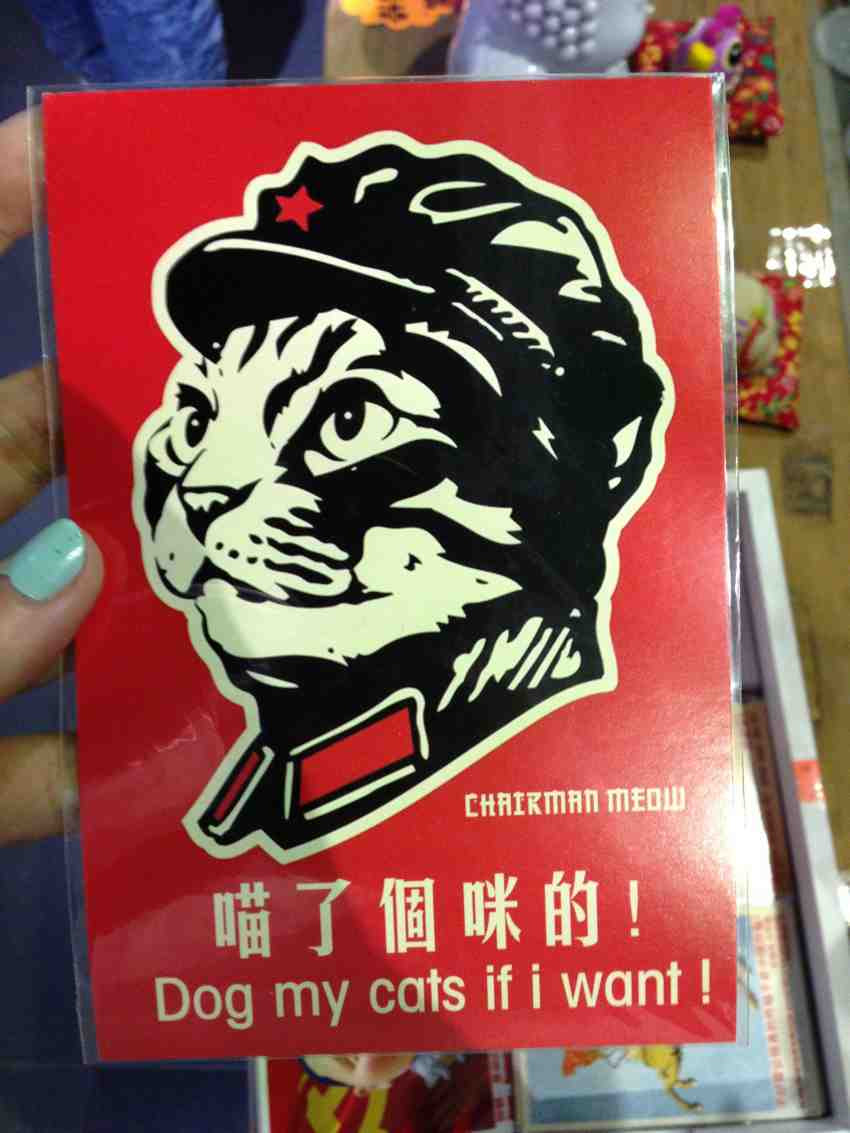 CHAIRMAN MEOW
喵了個咪的!
Dog my cats if i want !